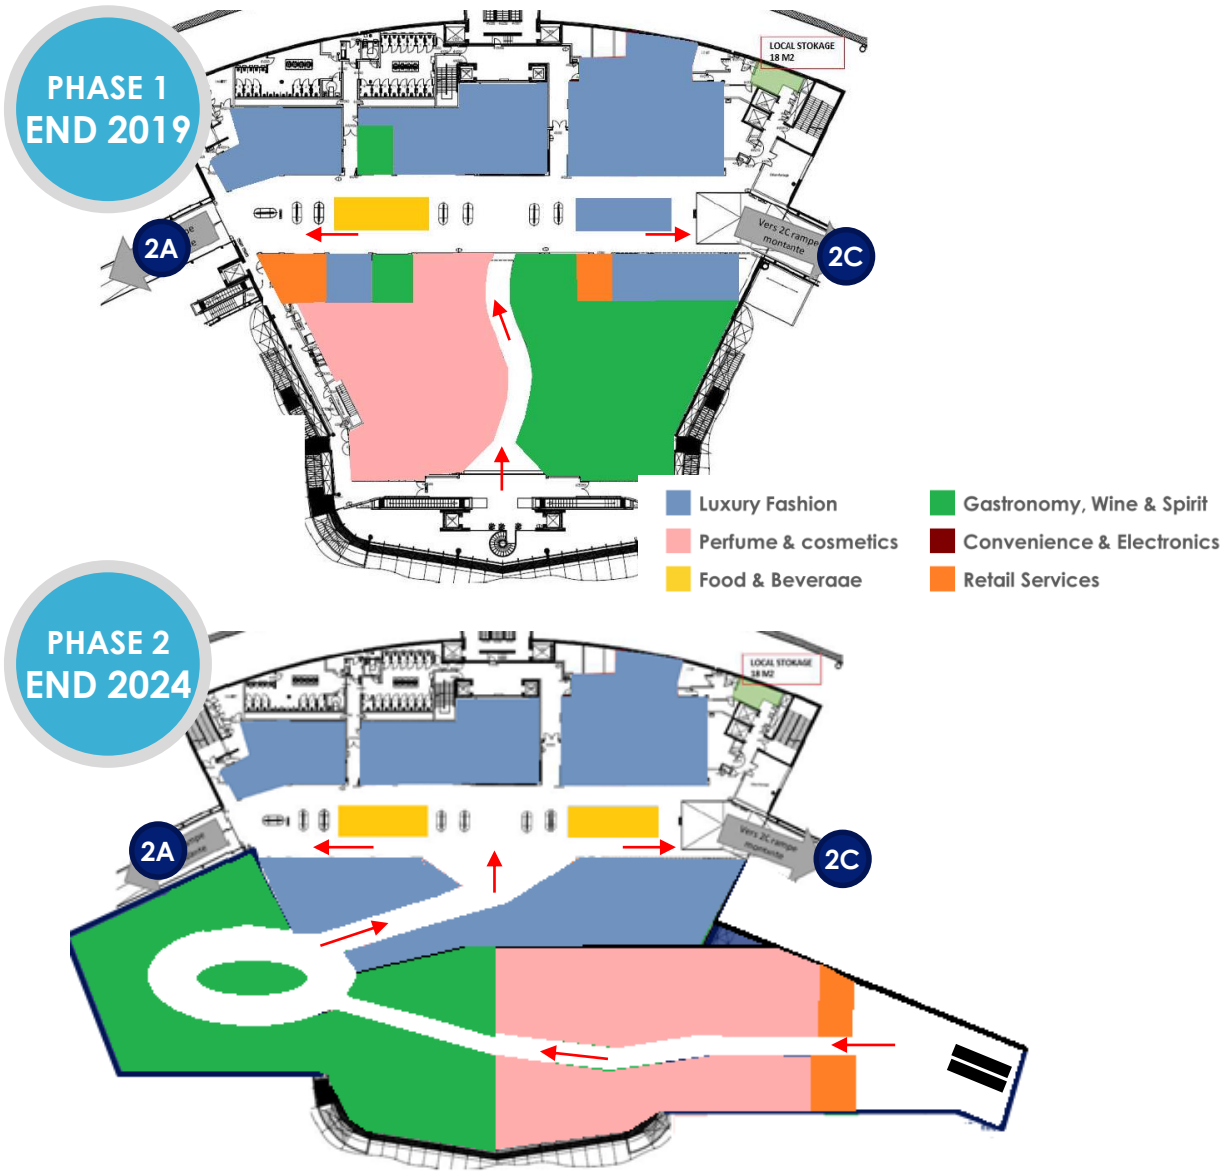 PHASE 1
END 2019
LOCAL STOKAGE
18 M2
2A
Vers 2C rampe
montante
2C
Luxury Fashion
Gastronomy, Wine & Spirit
Perfume & cosmetics
Convenience & Electronics
Food & Beveraae
Retail Services
PHASE 2
END 2024
LOCAL STOKAGE
18 M2
2A
Vers 2C rampe
montante
2C